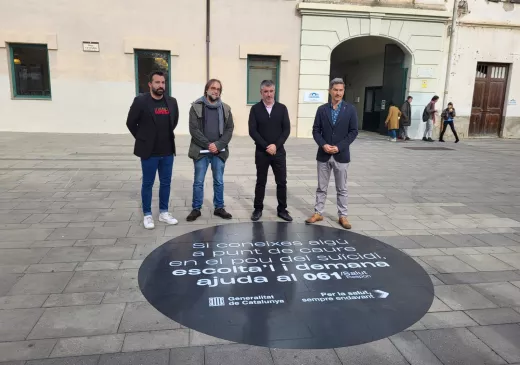 Si coneixes algú
a punt de caure
en el pou del suïcidi,
escolta'l i demana
ajuda al 061/Salut
Respon
Generalitat
de Catalunya
Per la salut,
sempre endavant